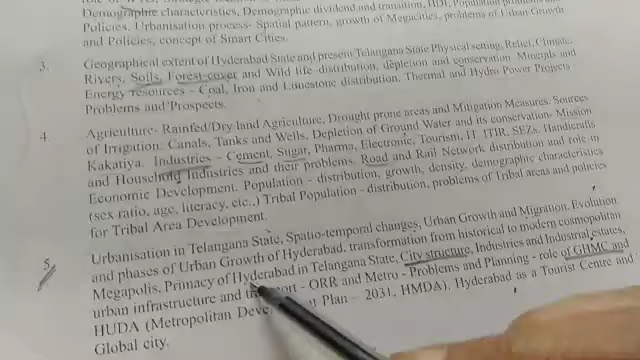 Demographic characteristics, Demographic dividend and transition, HDI, Population problems and
Policies. Urbanisation process- Spatial pattern, growth of Megacities, problems of Urban Growth
and Policies, concept of Smart Cities.
3. Geographical extent of Hyderabad State and present Telangana State Physical setting, Relief, Climate,
Rivers, Soils, Forest cover and Wild life distribution, depletion and conservation. Minerals and
Energy resources - Coal, Iron and Limestone distribution. Thermal and Hydro Power Projects -
Problems and Prospects.
4. Agriculture- Rainfed/Dry land Agriculture, Drought prone areas and Mitigation Measures: Sources
of Irrigation: Canals, Tanks and Wells, Depletion of Ground Water and its conservation- Mission
Kakatiya. Industries - Cement, Sugar, Pharma, Electronic, Tourism, IT, ITIR, SEZs. Handicrafts
and Household industries and their problems. Road and Rail Network distribution and role in
Economic Development. Population - distribution, growth, density, demographic characteristics
(sex ratio, age, literacy, etc.,) Tribal Population - distribution, problems of Tribal areas and policies
for Tribal Area Development.
5. Urbanisation in Telangana State, Spatio-temporal changes, Urban Growth and Migration. Evolution
and phases of Urban Growth of Hyderabad. transformation from historical to modern cosmopolitan
Megapolis, Primacy of Hyderabad in Telangana State, City structure, Industries and Industrial estates,
urban infrastructure and - ORR and Metro - Problems and Planning - role of GHMC and
HUDA (Metropolitan Plan - 2031, HMDA). Hyderabad as a Tourist Centre and
Global city.